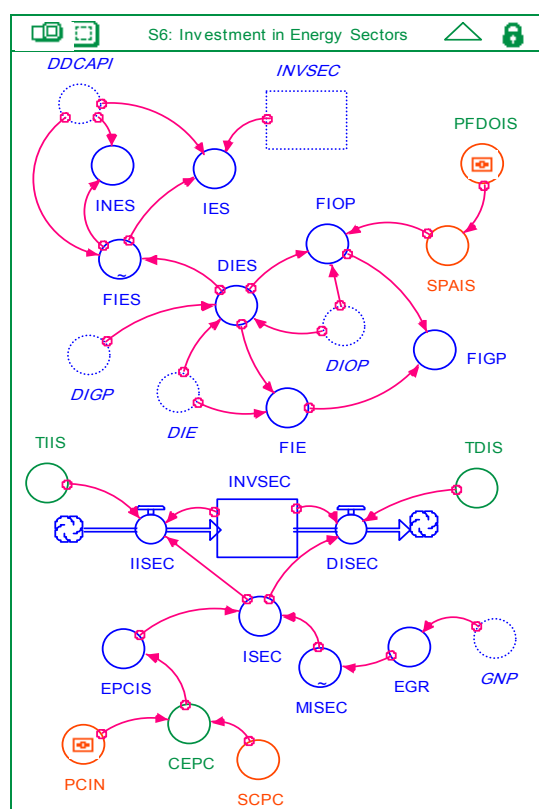 S6: Investment in Energy Sectors
DDCAPI
INVSEC
PFDOIS
INES
IES
FIOP
SPAIS
FIES
DIES
DIGP
DIOP
FIGP
DIE
FIE
TIIS
INVSEC
TDIS
IISEC
DISEC
EPCIS
ISEC
MISEC
EGR
GNP
PCIN
CEPC
SCPC
~
~